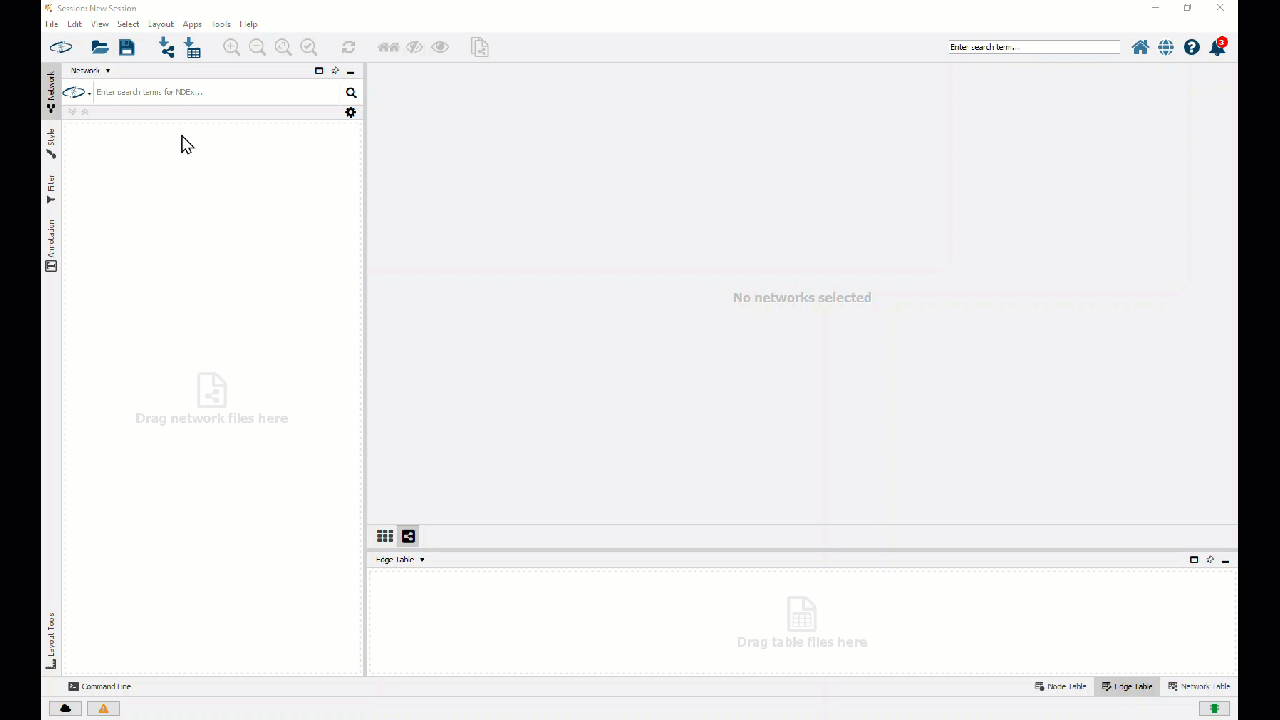 Session: New Session
File Edit View Select Layout Apps Tools Help
Enter search term...
3
Network
Enter search terms for NDEx...
Network
Style
Filter
Annotation
Layout Tools
No networks selected
Drag network files here
Edge Table
Drag table files here
Command Line
Node Table Edge Table Network Table